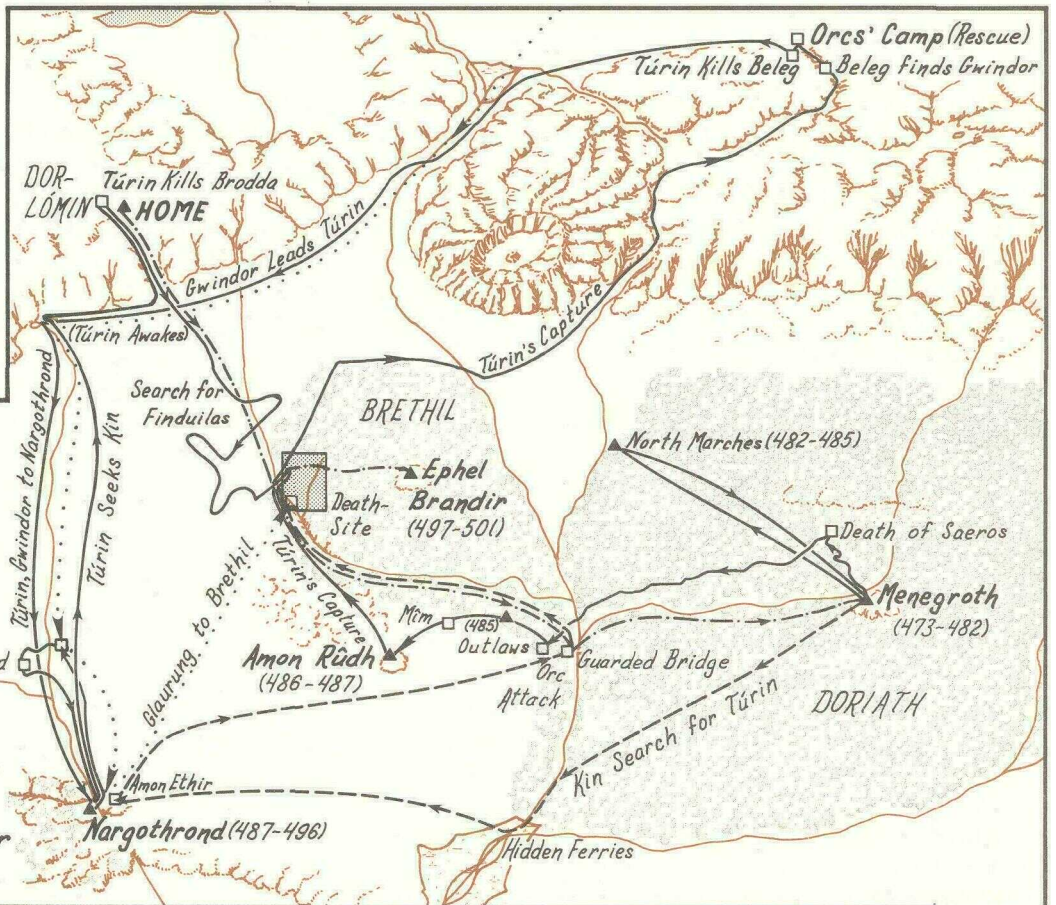 Orcs' Camp (Rescue)
Túrin Kills Beleg
Beleg finds Gwindor
DOR-
LÓMIN
Túrin Kills Brodda
HOME
Gwindor Leads Túrin
(Túrin Awakes)
Túrin's Capture
Search for
Finduilas
BRETHIL
North Marches (482-485)
Túrin, Gwindor to Nargothrond
Túrin Seeks Kin
Ephel
Brandir
(497-501)
Death-
Site
Death of Saeros
Glaurung to Brethil
Túrin's Capture
Mîm
(485)
Outlaws
Menegroth
(473-482)
Amon Rûdh
(486-487)
Orc
Attack
Guarded Bridge
DORIATH
Kin Search for Túrin
Amon Ethir
Nargothrond (487-496)
Hidden Ferries